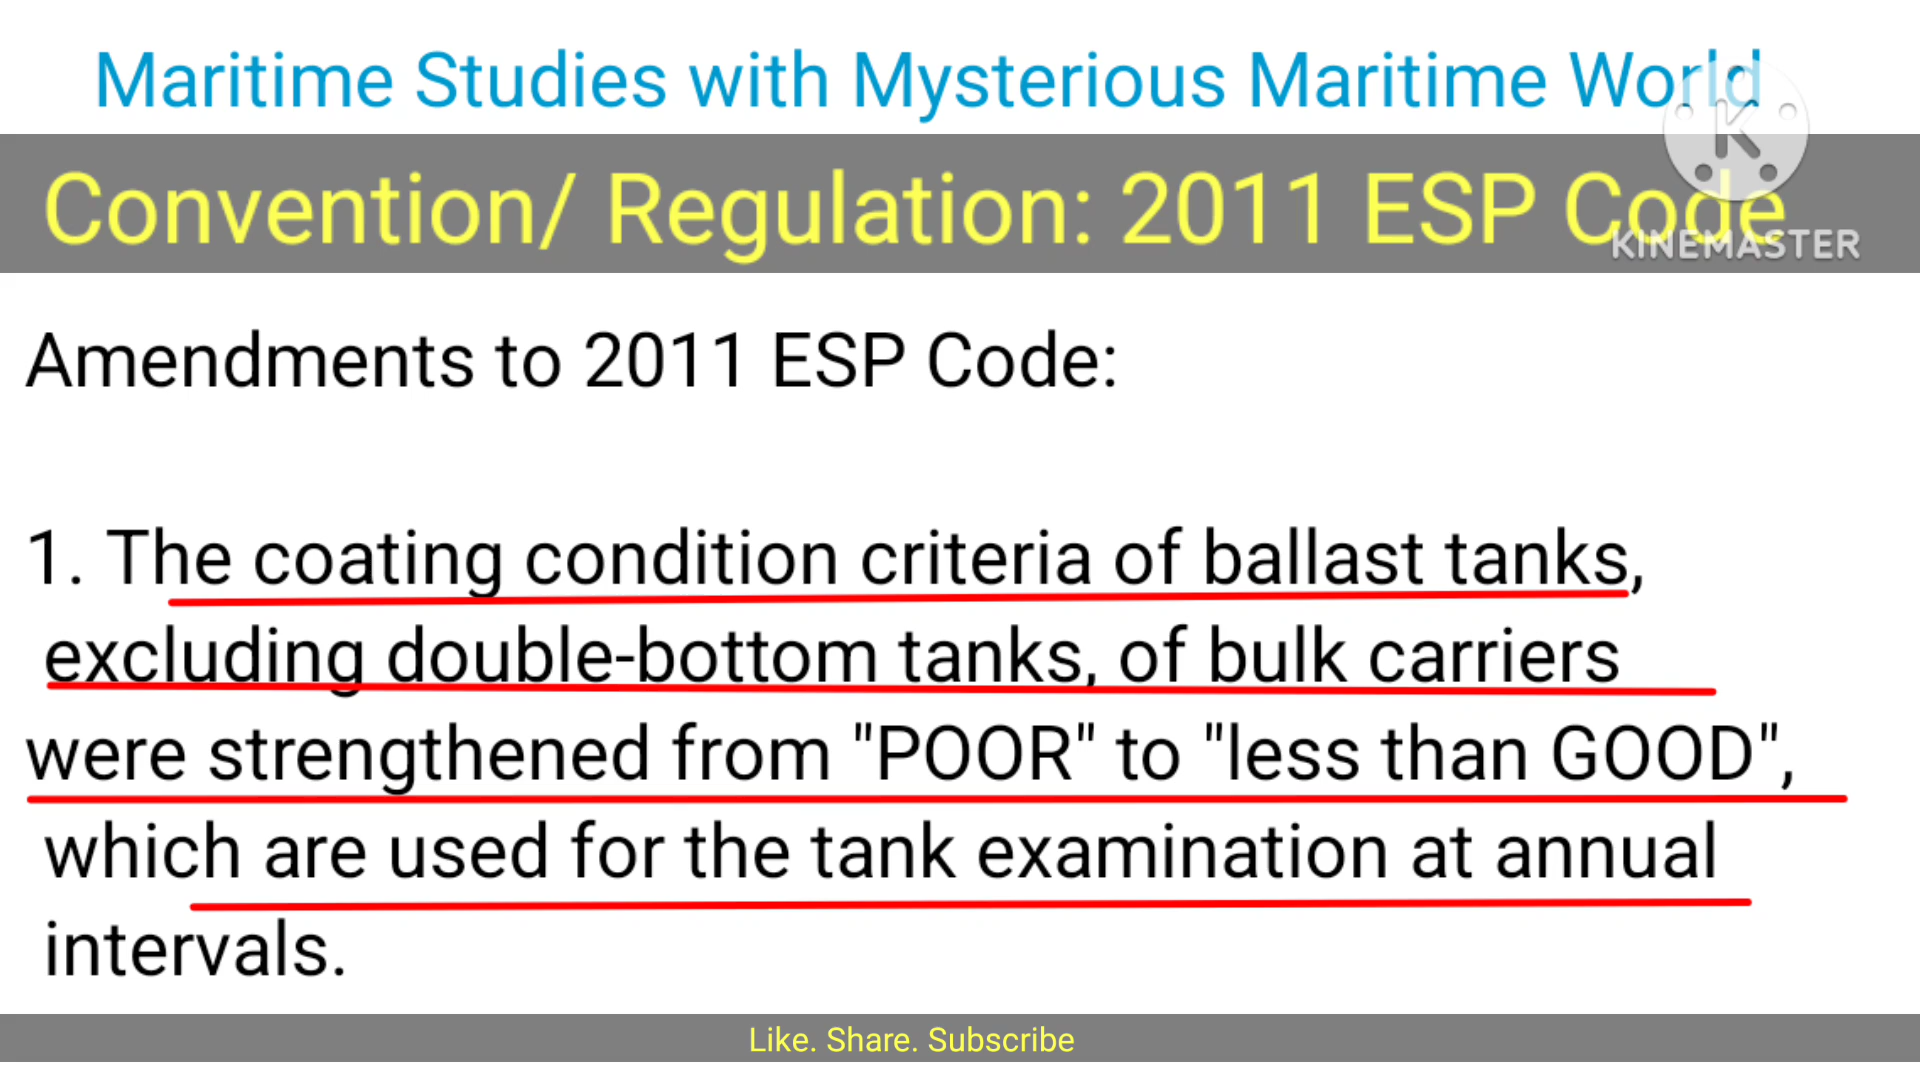 Maritime Studies with Mysterious Maritime World
Convention/ Regulation: 2011 ESP Code
K
KINEMASTER
Amendments to 2011 ESP Code:
1. The coating condition criteria of ballast tanks,
excluding double-bottom tanks, of bulk carriers
were strengthened from "POOR" to "less than GOOD",
which are used for the tank examination at annual
intervals.
Like. Share. Subscribe